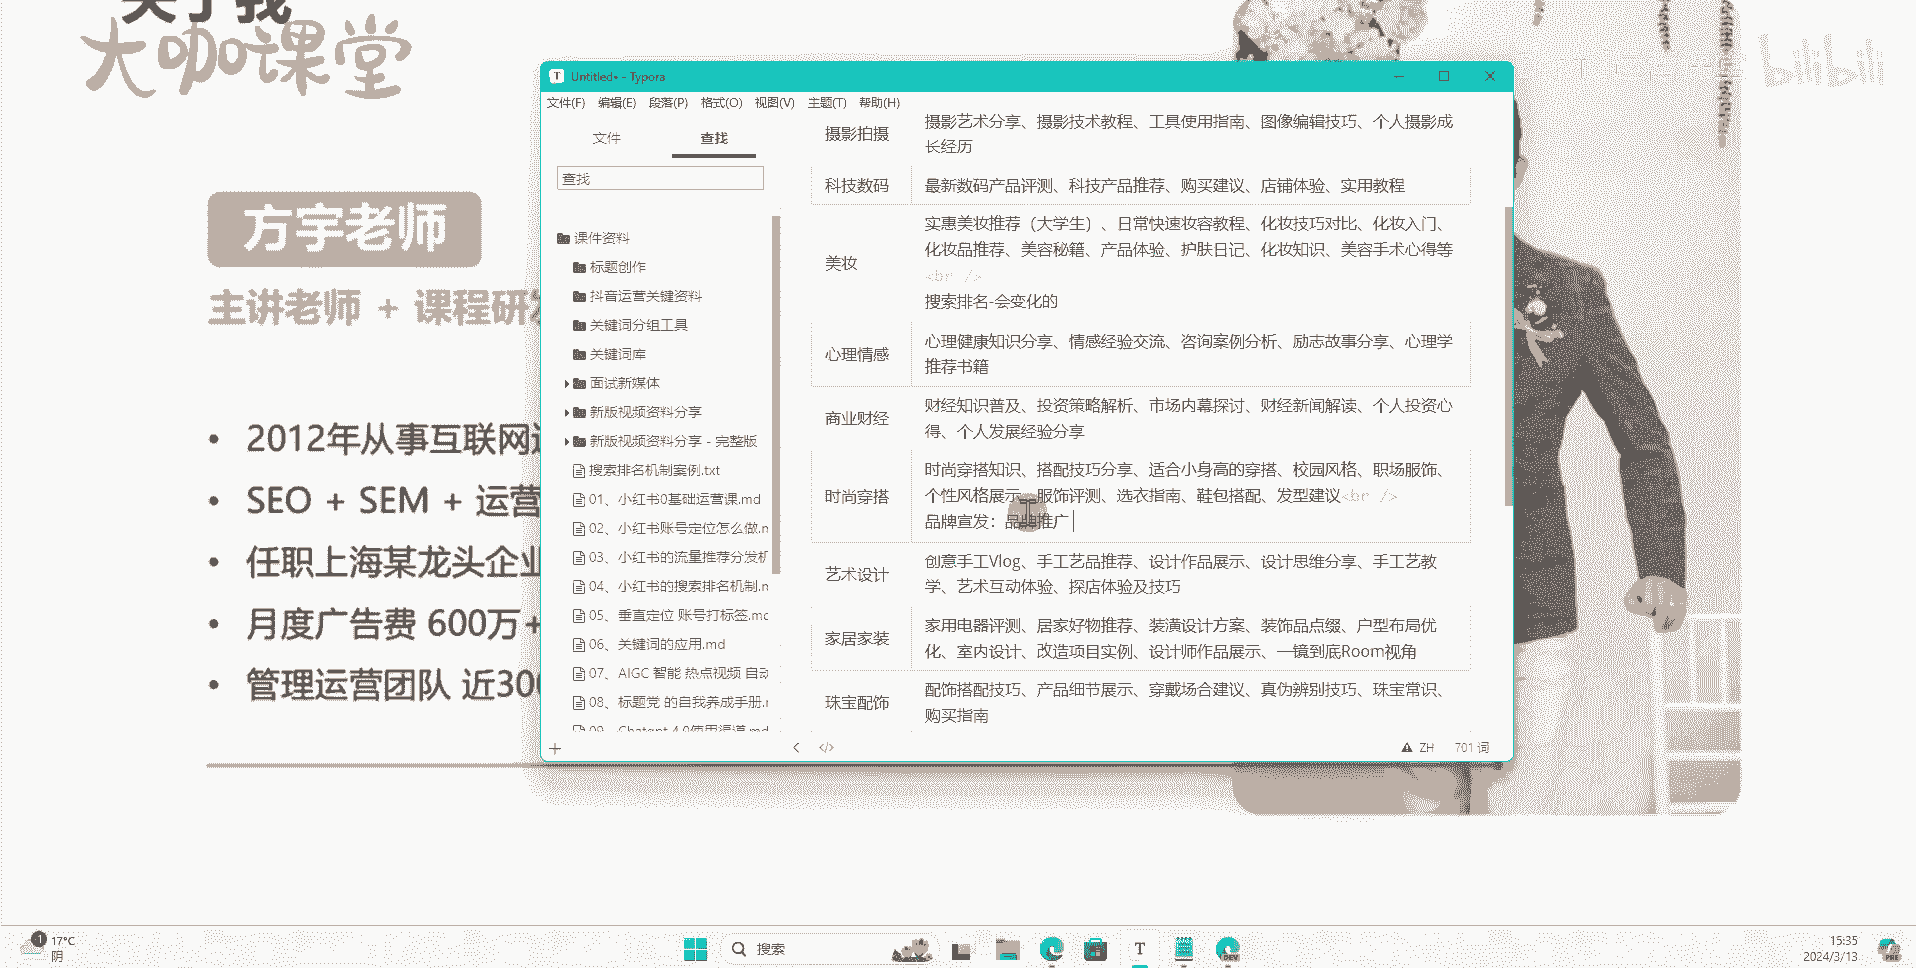 关于我
大咖课堂
bilibili
方宇老师
主讲老师 + 课程研发
2012年从事互联网
SEO + SEM + 运营
任职上海某龙头企业
月度广告费 600万+
管理运营团队 近300
Untitled• - Typora
文件(F) 编辑(E) 段落(P) 格式(O) 视图(V) 主题(T) 帮助(H)
文件 查找
查找
课件资料
标题创作
抖音运营关键资料
关键词分组工具
关键词库
面试新媒体
新版视频资料分享
新版视频资料分享 - 完整版
搜索排名机制案例.txt
01、小红书0基础运营课.md
02、小红书账号定位怎么做.m
03、小红书的流量推荐分发机
04、小红书的搜索排名机制.m
05、垂直定位 账号打标签.mc
06、关键词的应用.md
07、AIGC 智能 热点视频 自动
08、标题党 的自我养成手册.r
09、Chatgpt 4.0使用渠道.md
摄影拍摄
摄影艺术分享、摄影技术教程、工具使用指南、图像编辑技巧、个人摄影成
长经历
科技数码
最新数码产品评测、科技产品推荐、购买建议、店铺体验、实用教程
美妆
实惠美妆推荐（大学生）、日常快速妆容教程、化妆技巧对比、化妆入门、
化妆品推荐、美容秘籍、产品体验、护肤日记、化妆知识、美容手术心得等
<br />
搜索排名-会变化的
心理情感
心理健康知识分享、情感经验交流、咨询案例分析、励志故事分享、心理学
推荐书籍
商业财经
财经知识普及、投资策略解析、市场内幕探讨、财经新闻解读、个人投资心
得、个人发展经验分享
时尚穿搭
时尚穿搭知识、搭配技巧分享、适合小身高的穿搭、校园风格、职场服饰、
个性风格展示、服饰评测、选衣指南、鞋包搭配、发型建议<br />
品牌宣发：品牌推广
艺术设计
创意手工Vlog、手工艺品推荐、设计作品展示、设计思维分享、手工艺教
学、艺术互动体验、探店体验及技巧
家居家装
家用电器评测、居家好物推荐、装潢设计方案、装饰品点缀、户型布局优
化、室内设计、改造项目实例、设计师作品展示、一镜到底Room视角
珠宝配饰
配饰搭配技巧、产品细节展示、穿戴场合建议、真伪辨别技巧、珠宝常识、
购买指南
ZH 701 词
1
17°C
阴
搜索
T
DEV
15:35
2024/3/13
PRE